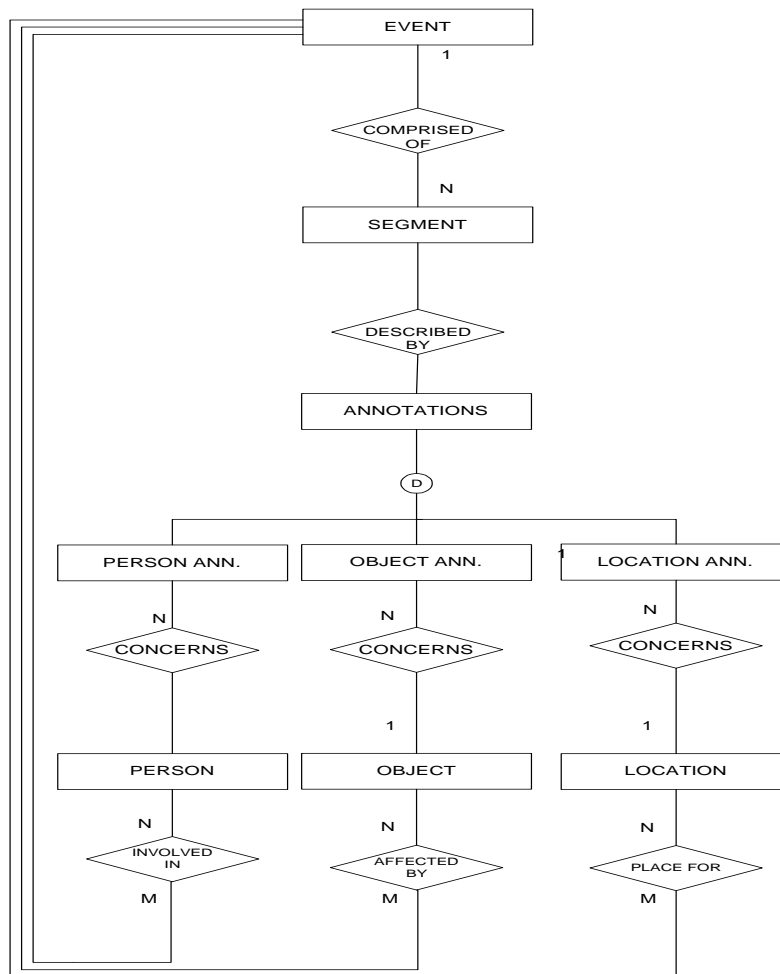 EVENT
1
COMPRISED
OF
N
SEGMENT
DESCRIBED
BY
ANNOTATIONS
D
PERSON ANN.
OBJECT ANN.
1
LOCATION ANN.
N
N
N
CONCERNS
CONCERNS
CONCERNS
1
1
PERSON
OBJECT
LOCATION
N
N
N
INVOLVED
IN
AFFECTED
BY
PLACE FOR
M
M
M